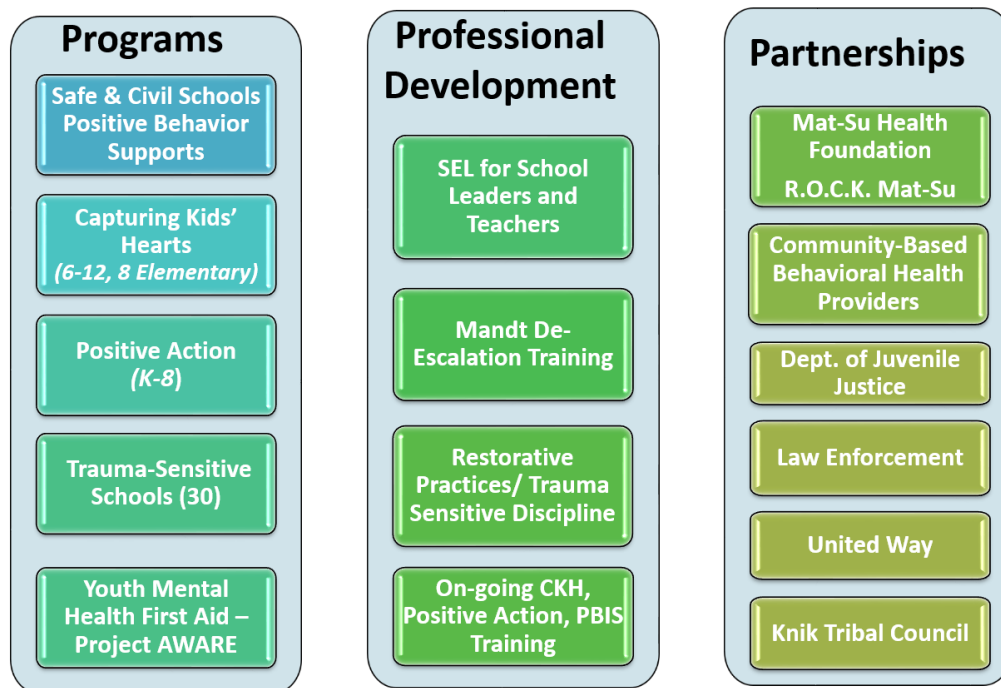 Programs
Safe & Civil Schools
Positive Behavior
Supports
Capturing Kids’
Hearts
(6-12, 8 Elementary)
Positive Action
(K-8)
Trauma-Sensitive
Schools (30)
Youth Mental
Health First Aid –
Project AWARE
Professional
Development
SEL for School
Leaders and
Teachers
Mandt De-
Escalation Training
Restorative
Practices/ Trauma
Sensitive Discipline
On-going CKH,
Positive Action, PBIS
Training
Partnerships
Mat-Su Health
Foundation
R.O.C.K. Mat-Su
Community-Based
Behavioral Health
Providers
Dept. of Juvenile
Justice
Law Enforcement
United Way
Knik Tribal Council